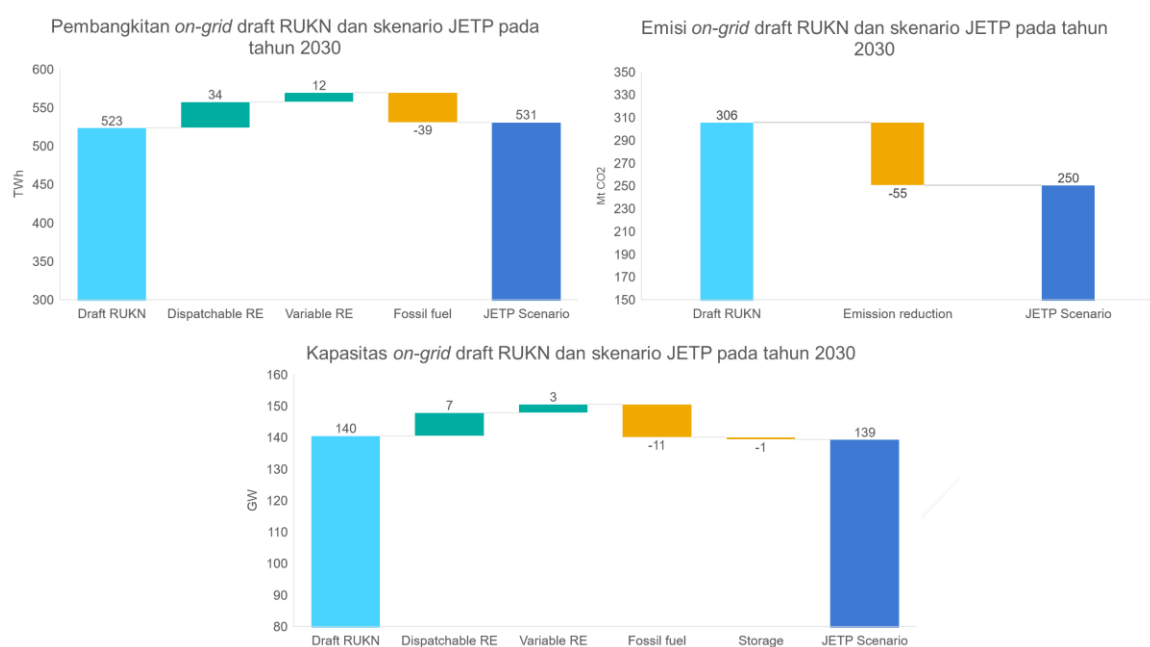 Pembangkitan on-grid draft RUKN dan skenario JETP pada
tahun 2030
600
550
500
450
400
350
300
TWh
523
34
12
-39
531
Draft RUKN
Dispatchable RE
Variable RE
Fossil fuel
JETP Scenario
Emisi on-grid draft RUKN dan skenario JETP pada tahun
2030
350
330
310
290
270
250
230
210
190
170
150
Mt CO2
306
-55
250
Draft RUKN
Emission reduction
JETP Scenario
Kapasitas on-grid draft RUKN dan skenario JETP pada tahun 2030
160
150
140
130
120
110
100
90
80
GW
140
7
3
-11
-1
139
Draft RUKN
Dispatchable RE
Variable RE
Fossil fuel
Storage
JETP Scenario